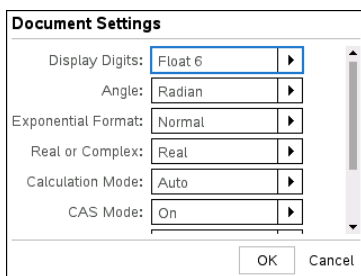 Document Settings
Display Digits: Float 6
Angle: Radian
Exponential Format: Normal
Real or Complex: Real
Calculation Mode: Auto
CAS Mode: On
OK Cancel